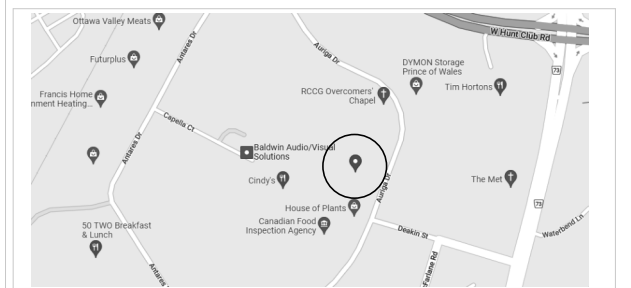 Ottawa Valley Meats
W Hunt Club Rd
Futurplus
Antares Dr
Auriga Dr
DYMON Storage
Prince of Wales
73
Tim Hortons
RCCG Overcomers'
Chapel
Francis Home
nment Heating...
Capella Ct
Antares Dr
Baldwin Audio/Visual
Solutions
Cindy's
The Met
Auriga Dr
73
House of Plants
Canadian Food
Inspection Agency
Deakin St
Waterbend Ln
50 TWO Breakfast
& Lunch
Antares
cFarlane Rd